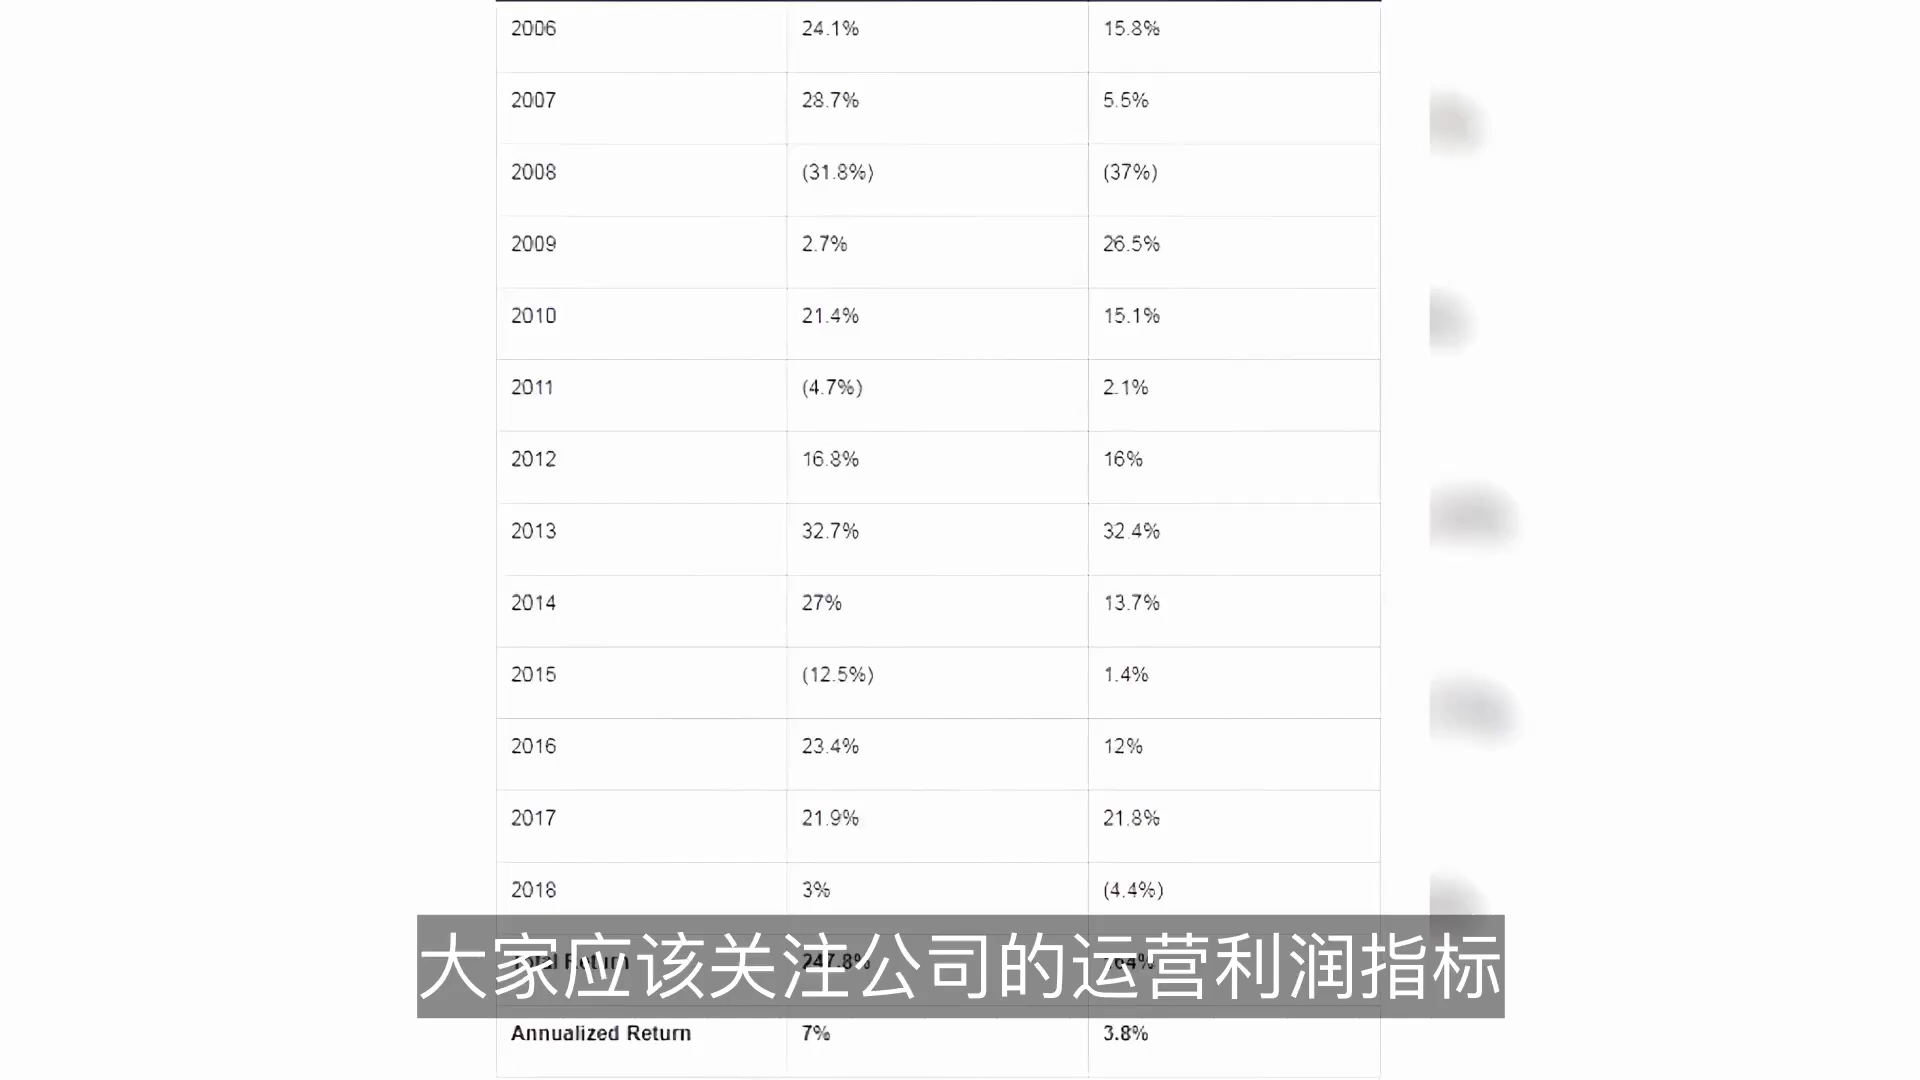 2006 24.1% 15.8%
2007 28.7% 5.5%
2008 (31.8%) (37%)
2009 2.7% 26.5%
2010 21.4% 15.1%
2011 (4.7%) 2.1%
2012 16.8% 16%
2013 32.7% 32.4%
2014 27% 13.7%
2015 (12.5%) 1.4%
2016 23.4% 12%
2017 21.9% 21.8%
2018 3% (4.4%)
Total Return 247.8%
大家应该关注公司的运营利润指标
Annualized Return 7% 3.8%